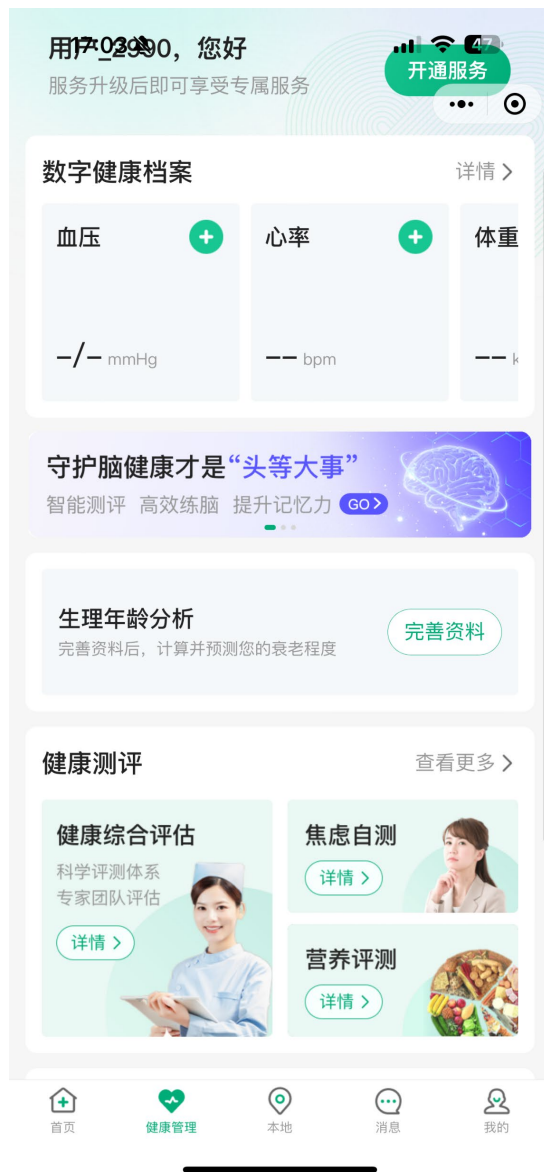 17:03
47
用户_2990，您好
开通服务
服务升级后即可享受专属服务
数字健康档案
详情
血压
心率
体重
-/- mmHg
-- bpm
-- k
守护脑健康才是“头等大事”
智能测评 高效练脑 提升记忆力 GO
生理年龄分析
完善资料后，计算并预测您的衰老程度
完善资料
健康测评
查看更多
健康综合评估
科学评测体系
专家团队评估
详情
焦虑自测
详情
营养评测
详情
首页
健康管理
本地
消息
我的